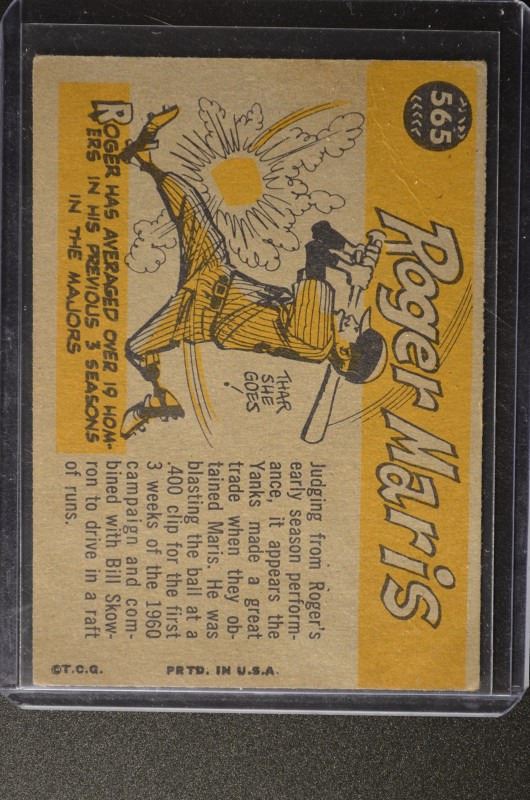 565
Roger Maris
THAR
SHE
GOES!
ROGER HAS AVERAGED OVER 19 HOM-
ERS IN HIS PREVIOUS 3 SEASONS
IN THE MAJORS
Judging from Roger's
early season perform-
ance, it appears the
Yanks made a great
trade when they ob-
tained Maris. He was
blasting the ball at a
.400 clip for the first
3 weeks of the 1960
campaign and com-
bined with Bill Skow-
ron to drive in a raft
of runs.
©T.C.G. PRTD. IN U.S.A.